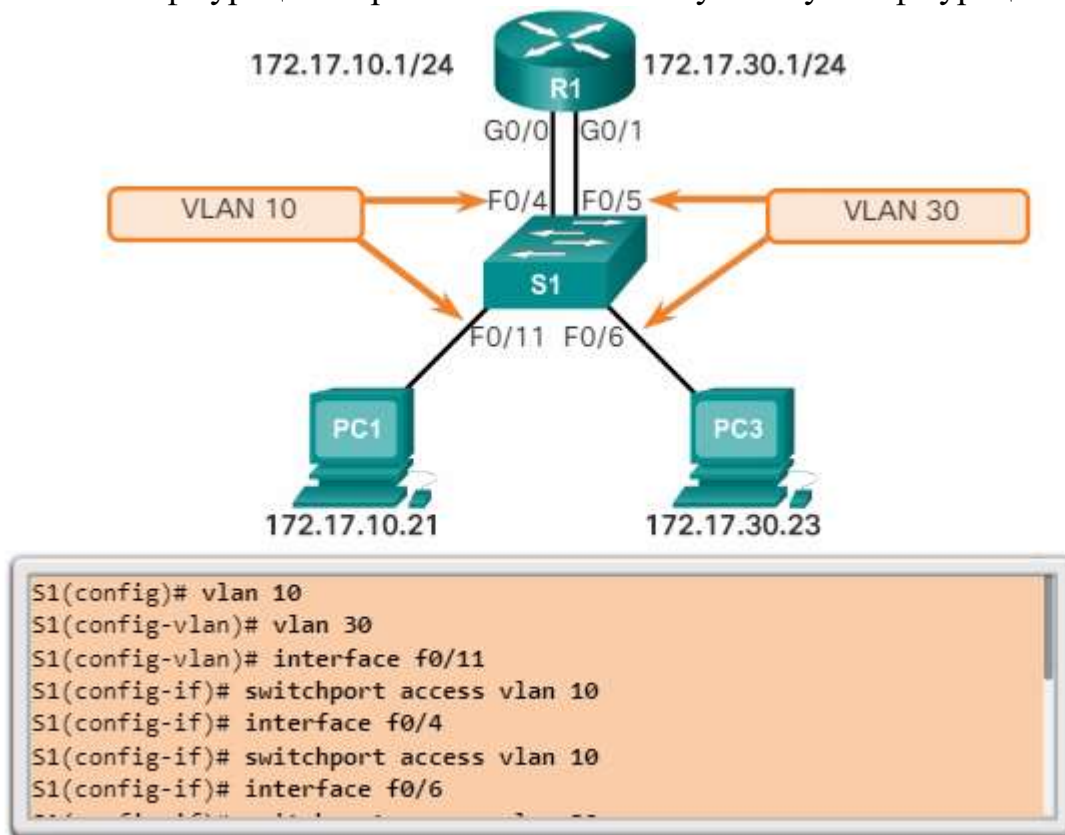 172.17.10.1/24
172.17.30.1/24
R1
G0/0
G0/1
VLAN 10
F0/4
F0/5
VLAN 30
S1
F0/11
F0/6
PC1
PC3
172.17.10.21
172.17.30.23
S1(config)# vlan 10
S1(config-vlan)# vlan 30
S1(config-vlan)# interface f0/11
S1(config-if)# switchport access vlan 10
S1(config-if)# interface f0/4
S1(config-if)# switchport access vlan 10
S1(config-if)# interface f0/6